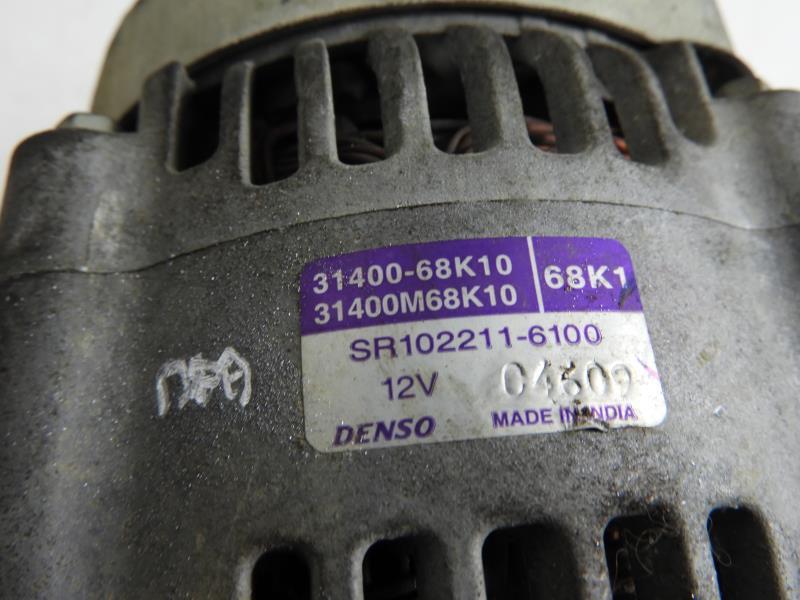 31400-68K10
31400M68K10
68K1
SR102211-6100
12V
DENSO MADE IN INDIA